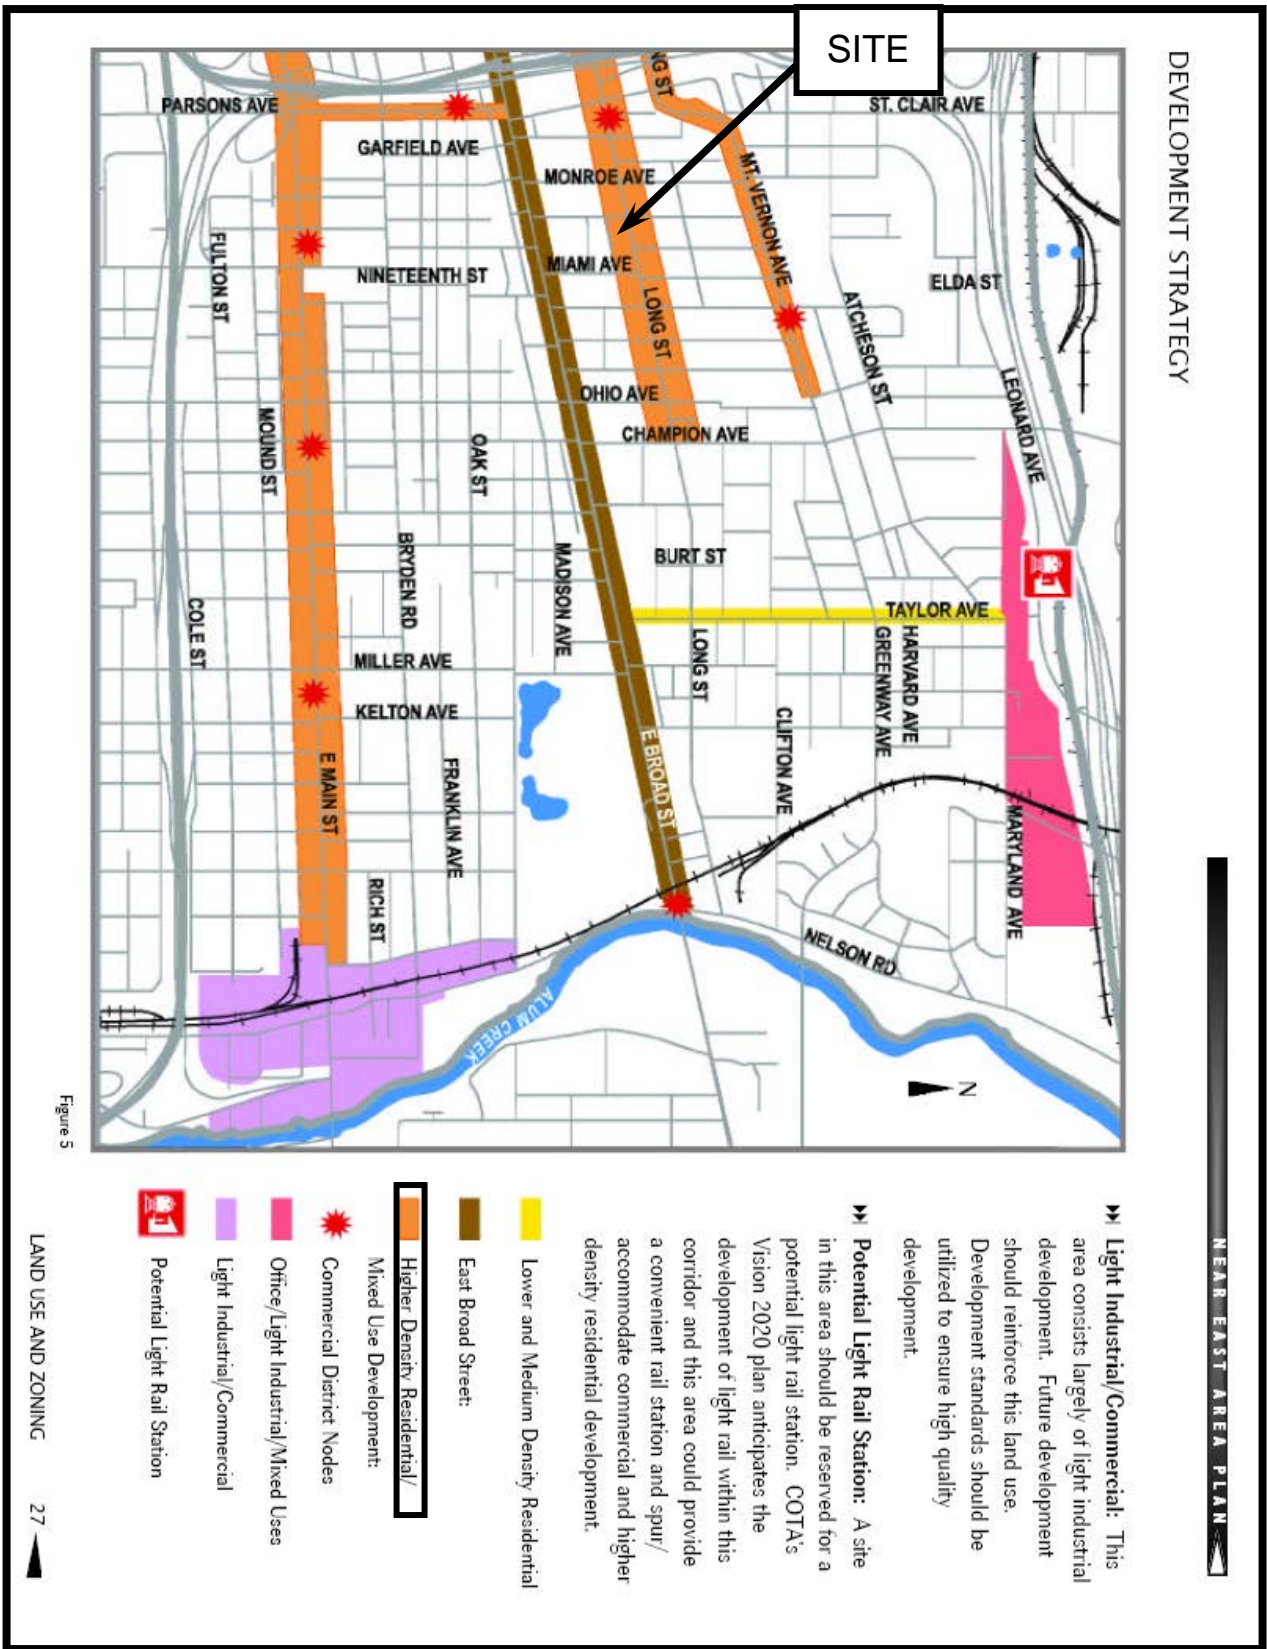 SITE
DEVELOPMENT STRATEGY
NEAR EAST AREA PLAN
NG ST
ST. CLAIR AVE
PARSONS AVE
GARFIELD AVE
MONROE AVE
MT. VERNON AVE
FULTON ST
NINETEENTH ST
MIAMI AVE
LONG ST
ELDA ST
ATCHESON ST
LEONARD AVE
OHIO AVE
CHAMPION AVE
MOUND ST
OAK ST
BRYDEN RD
MADISON AVE
BURT ST
COLE ST
TAYLOR AVE
LONG ST
GREENWAY AVE
HARVARD AVE
MILLER AVE
KELTON AVE
CLIFTON AVE
E BROAD ST
E MAIN ST
FRANKLIN AVE
MARYLAND AVE
RICH ST
NELSON RD
ALUM CREEK
N
Figure 5
Light Industrial/Commercial: This
area consists largely of light industrial
development. Future development
should reinforce this land use.
Development standards should be
utilized to ensure high quality
development.
Potential Light Rail Station: A site
in this area should be reserved for a
potential light rail station. COTA's
Vision 2020 plan anticipates the
development of light rail within this
corridor and this area could provide
a convenient rail station and spur/
accommodate commercial and higher
density residential development.
Lower and Medium Density Residential
East Broad Street:
Higher Density Residential/
Mixed Use Development:
Commercial District Nodes
Office/Light Industrial/Mixed Uses
Light Industrial/Commercial
Potential Light Rail Station
LAND USE AND ZONING 27